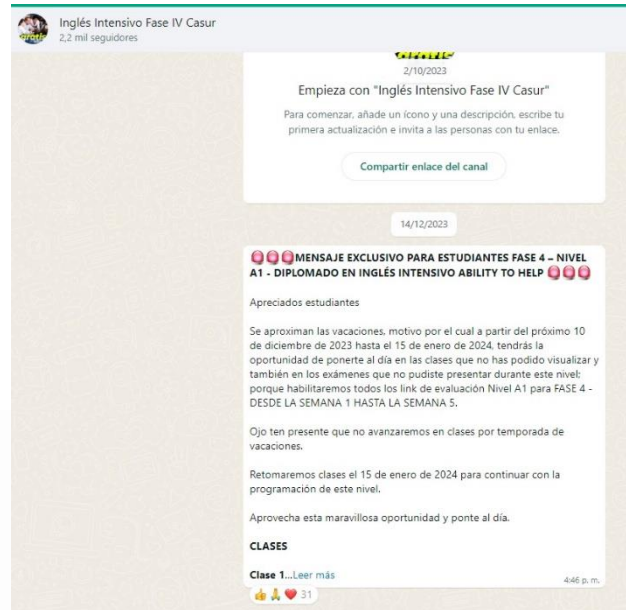 Inglés Intensivo Fase IV Casur
2,2 mil seguidores
gratis
2/10/2023
Empieza con "Inglés Intensivo Fase IV Casur"
Para comenzar, añade un ícono y una descripción, escribe tu
primera actualización e invita a las personas con tu enlace.
Compartir enlace del canal
14/12/2023
MENSAJE EXCLUSIVO PARA ESTUDIANTES FASE 4 – NIVEL
A1 - DIPLOMADO EN INGLÉS INTENSIVO ABILITY TO HELP
Apreciados estudiantes
Se aproximan las vacaciones, motivo por el cual a partir del próximo 10
de diciembre de 2023 hasta el 15 de enero de 2024, tendrás la
oportunidad de ponerte al día en las clases que no has podido visualizar y
también en los exámenes que no pudiste presentar durante este nivel;
porque habilitaremos todos los link de evaluación Nivel A1 para FASE 4 -
DESDE LA SEMANA 1 HASTA LA SEMANA 5.
Ojo ten presente que no avanzaremos en clases por temporada de
vacaciones.
Retomaremos clases el 15 de enero de 2024 para continuar con la
programación de este nivel.
Aprovecha esta maravillosa oportunidad y ponte al día.
CLASES
Clase 1...Leer más
4:46 p. m.
31